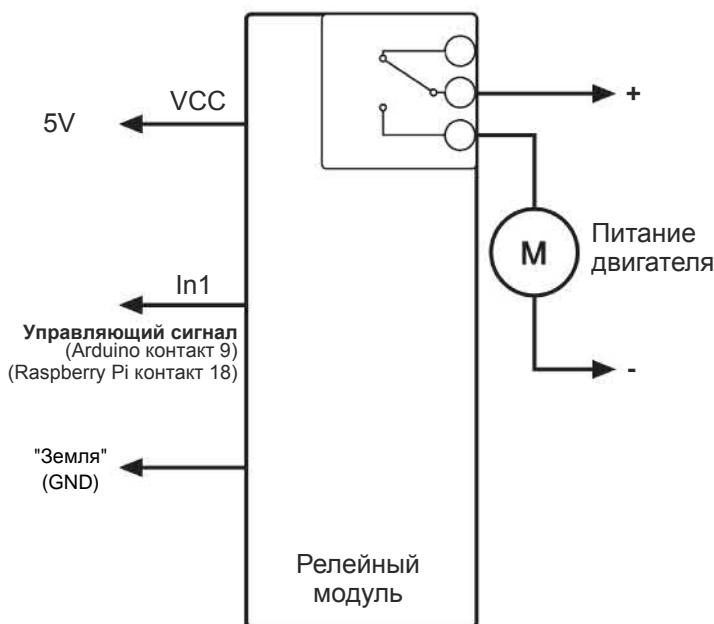 VCC
5V
+
М
Питание
двигателя
In1
Управляющий сигнал
(Arduino контакт 9)
(Raspberry Pi контакт 18)
-
"Земля"
(GND)
Релейный
модуль